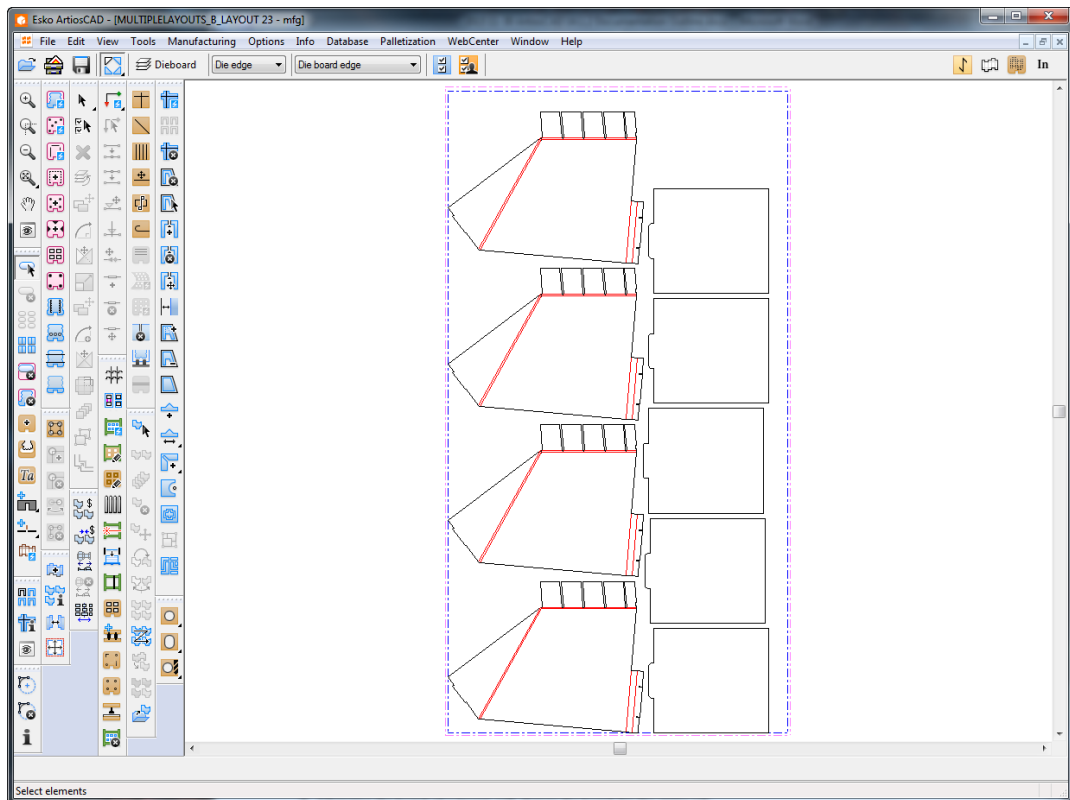 Esko ArtiosCAD - [MULTIPLELAYOUTS_B_LAYOUT 23 - mfg]
File Edit View Tools Manufacturing Options Info Database Palletization WebCenter Window Help
Dieboard Die edge Die board edge In
Ta
$
$
i
i
i
Select elements